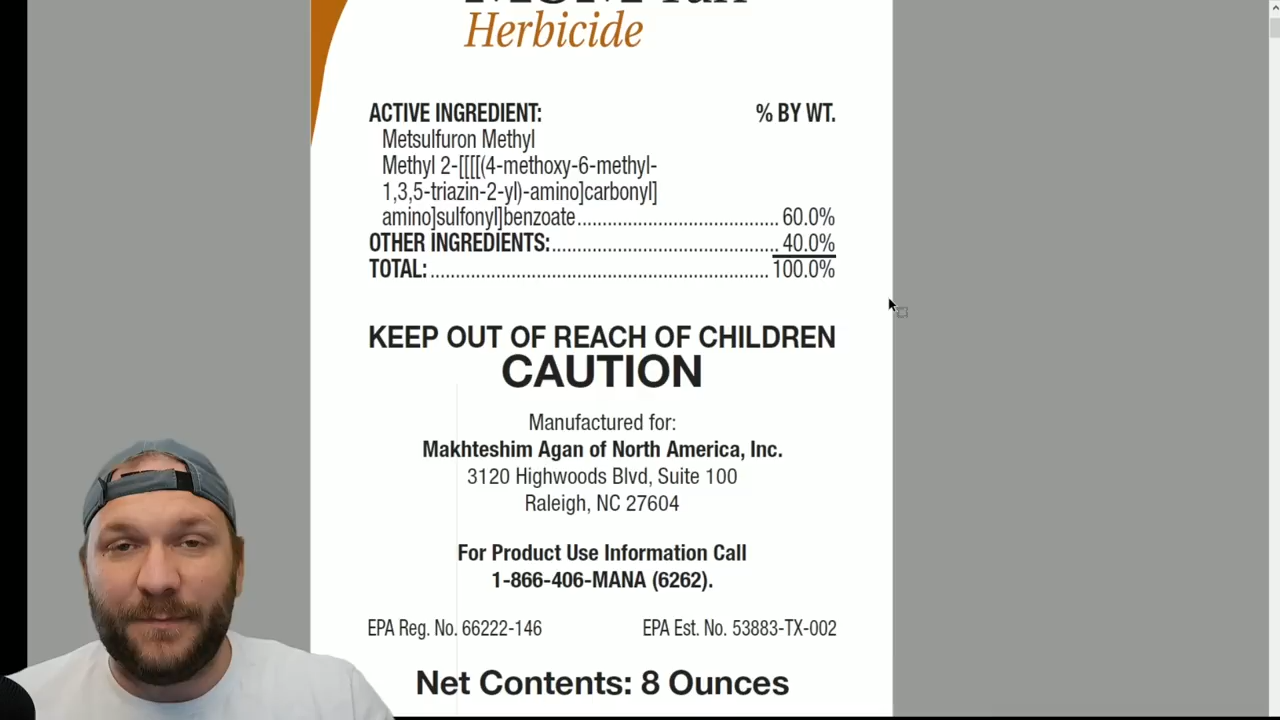 Herbicide
ACTIVE INGREDIENT: % BY WT.
Metsulfuron Methyl
Methyl 2-[[[[(4-methoxy-6-methyl-
1,3,5-triazin-2-yl)-amino]carbonyl]
amino]sulfonyl]benzoate............................... 60.0%
OTHER INGREDIENTS:................................... 40.0%
TOTAL:..................................................... 100.0%
KEEP OUT OF REACH OF CHILDREN
CAUTION
Manufactured for:
Makhteshim Agan of North America, Inc.
3120 Highwoods Blvd, Suite 100
Raleigh, NC 27604
For Product Use Information Call
1-866-406-MANA (6262).
EPA Reg. No. 66222-146 EPA Est. No. 53883-TX-002
Net Contents: 8 Ounces